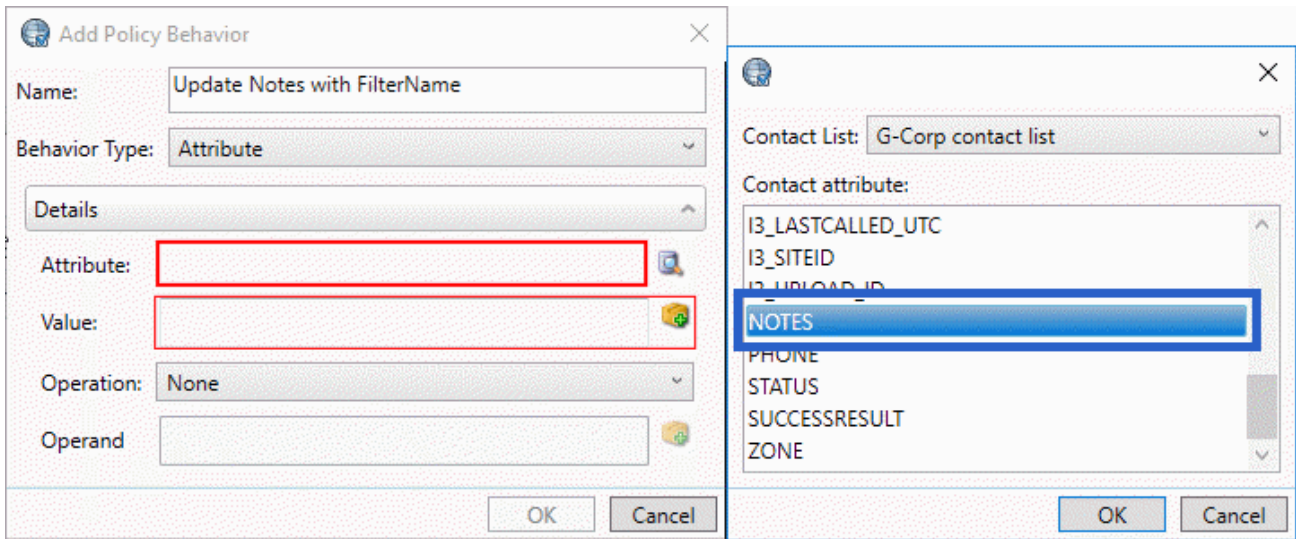 Add Policy Behavior
Name: Update Notes with FilterName
Behavior Type: Attribute
Details
Attribute:
Value:
Operation: None
Operand
OK Cancel
Contact List: G-Corp contact list
Contact attribute:
I3_LASTCALLED_UTC
I3_SITEID
I3_UPLOAD_ID
NOTES
PHONE
STATUS
SUCCESSRESULT
ZONE
OK Cancel